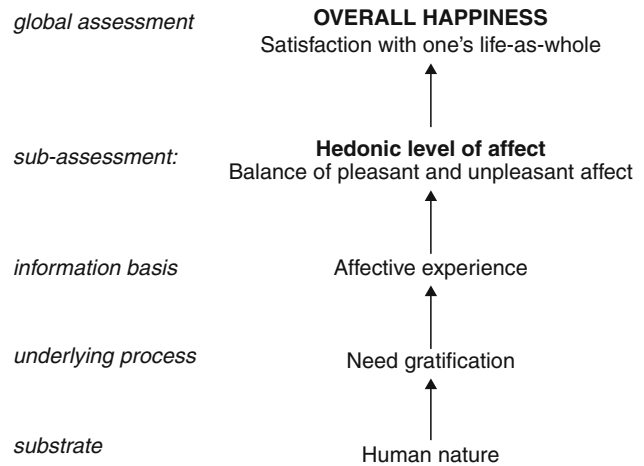 global assessment
OVERALL HAPPINESS
Satisfaction with one's life-as-whole
sub-assessment:
Hedonic level of affect
Balance of pleasant and unpleasant affect
information basis
Affective experience
underlying process
Need gratification
substrate
Human nature